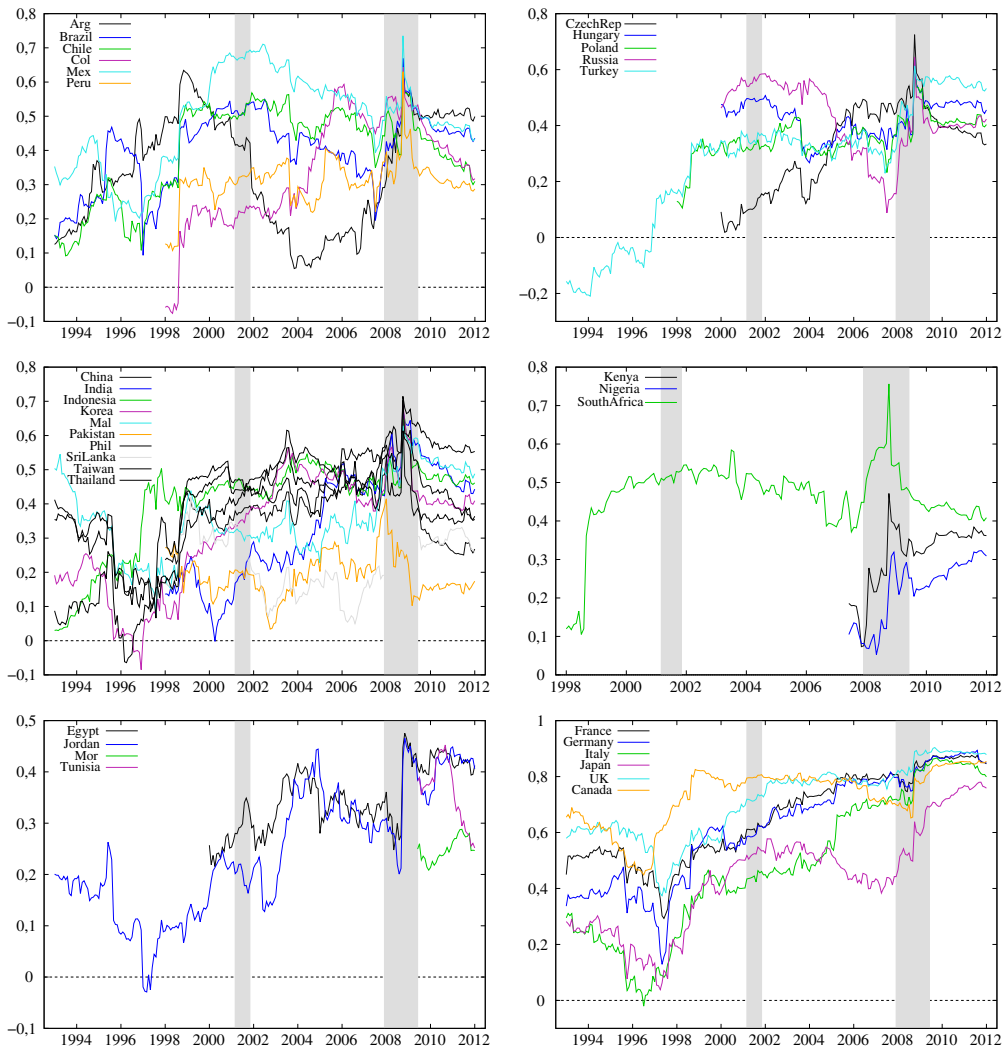 0,8
0,7
0,6
0,5
0,4
0,3
0,2
0,1
0
−0,1
Arg
Brazil
Chile
Col
Mex
Peru
1994 1996 1998 2000 2002 2004 2006 2008 2010 2012
0,8
0,6
0,4
0,2
0
−0,2
CzechRep
Hungary
Poland
Russia
Turkey
1994 1996 1998 2000 2002 2004 2006 2008 2010 2012
0,8
0,7
0,6
0,5
0,4
0,3
0,2
0,1
0
−0,1
China
India
Indonesia
Korea
Mal
Pakistan
Phil
SriLanka
Taiwan
Thailand
1994 1996 1998 2000 2002 2004 2006 2008 2010 2012
0,8
0,7
0,6
0,5
0,4
0,3
0,2
0,1
0
Kenya
Nigeria
SouthAfrica
1998 2000 2002 2004 2006 2008 2010 2012
0,5
0,4
0,3
0,2
0,1
0
−0,1
Egypt
Jordan
Mor
Tunisia
1994 1996 1998 2000 2002 2004 2006 2008 2010 2012
1
0,8
0,6
0,4
0,2
0
France
Germany
Italy
Japan
UK
Canada
1994 1996 1998 2000 2002 2004 2006 2008 2010 2012